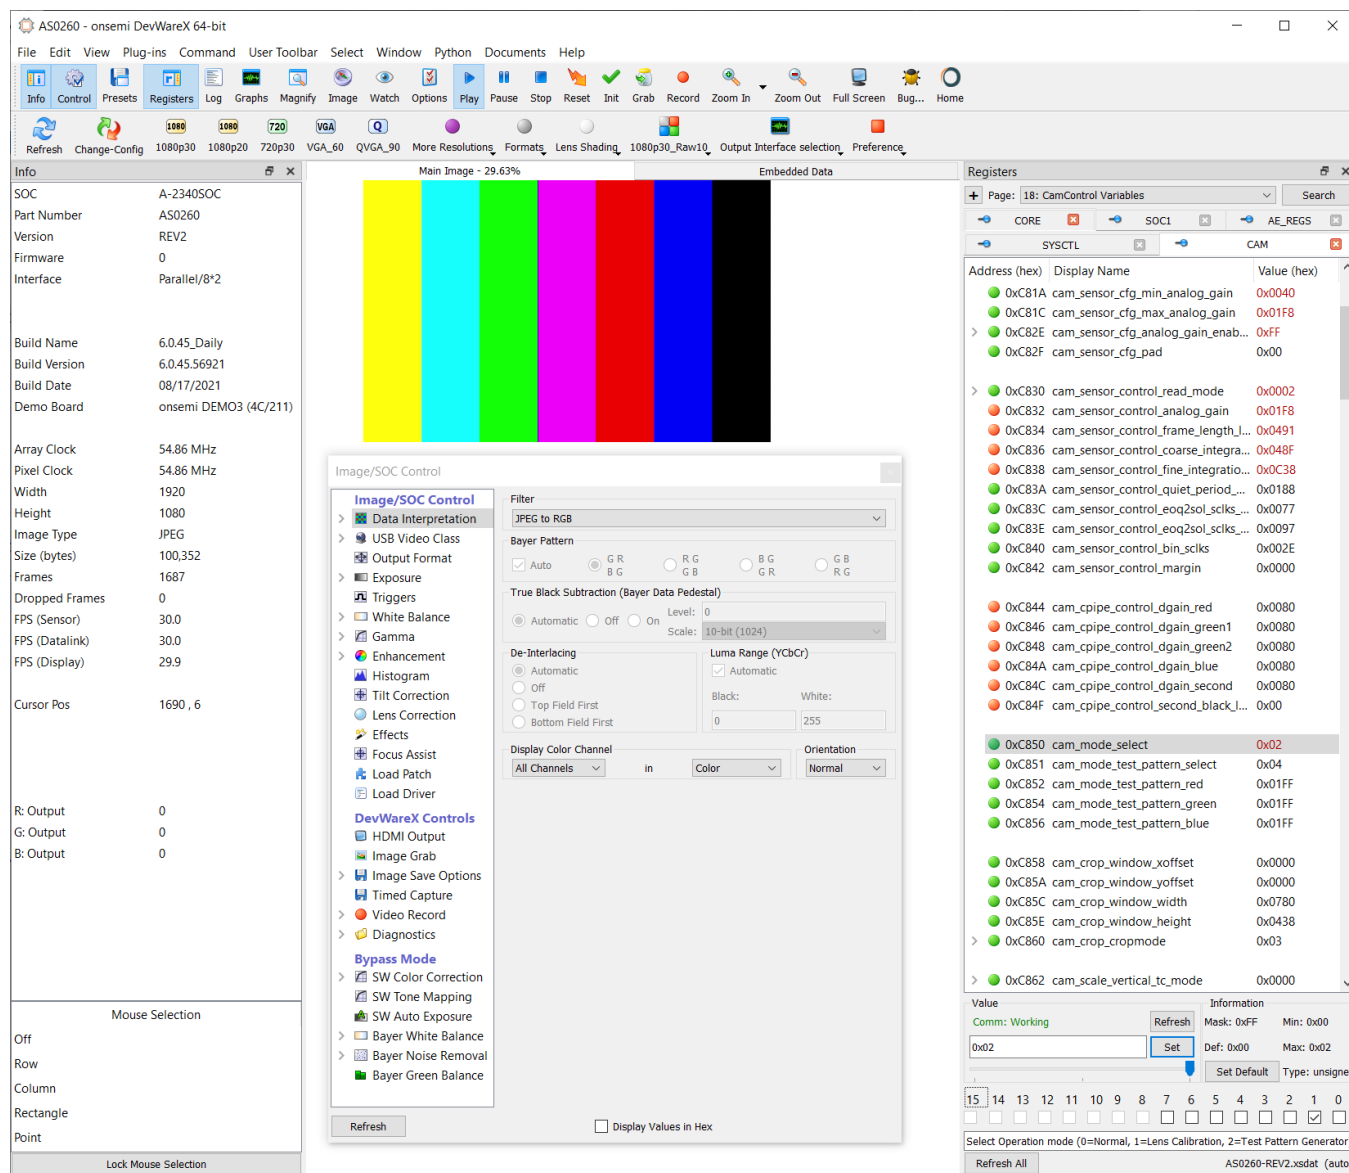 AS0260 - onsemi DevWareX 64-bit
File Edit View Plug-ins Command User Toolbar Select Window Python Documents Help
Info Control Presets Registers Log Graphs Magnify Image Watch Options Play Pause Stop Reset Init Grab Record Zoom In Zoom Out Full Screen Bug... Home
1080 1080 720 VGA Q
Refresh Change-Config 1080p30 1080p20 720p30 VGA_60 QVGA_90 More Resolutions Formats Lens Shading 1080p30_Raw10 Output Interface selection Preference
Info
SOC A-2340SOC
Part Number AS0260
Version REV2
Firmware 0
Interface Parallel/8*2
Build Name 6.0.45_Daily
Build Version 6.0.45.56921
Build Date 08/17/2021
Demo Board onsemi DEMO3 (4C/211)
Array Clock 54.86 MHz
Pixel Clock 54.86 MHz
Width 1920
Height 1080
Image Type JPEG
Size (bytes) 100,352
Frames 1687
Dropped Frames 0
FPS (Sensor) 30.0
FPS (Datalink) 30.0
FPS (Display) 29.9
Cursor Pos 1690 , 6
R: Output 0
G: Output 0
B: Output 0
Mouse Selection
Off
Row
Column
Rectangle
Point
Lock Mouse Selection
Main Image - 29.63% Embedded Data
Image/SOC Control
Image/SOC Control
Data Interpretation
USB Video Class
Output Format
Exposure
Triggers
White Balance
Gamma
Enhancement
Histogram
Tilt Correction
Lens Correction
Effects
Focus Assist
Load Patch
Load Driver
DevWareX Controls
HDMI Output
Image Grab
Image Save Options
Timed Capture
Video Record
Diagnostics
Bypass Mode
SW Color Correction
SW Tone Mapping
SW Auto Exposure
Bayer White Balance
Bayer Noise Removal
Bayer Green Balance
Refresh
Filter
JPEG to RGB
Bayer Pattern
Auto
G R R G B G G B
B G G B G R R G
True Black Subtraction (Bayer Data Pedestal)
Automatic Off On
Level: 0
Scale: 10-bit (1024)
De-Interlacing
Automatic
Off
Top Field First
Bottom Field First
Luma Range (YCbCr)
Automatic
Black: White:
0 255
Display Color Channel
All Channels in Color
Orientation
Normal
Display Values in Hex
Registers
+ Page: 18: CamControl Variables Search
CORE SOC1 AE_REGS
SYSCTL CAM
Address (hex) Display Name Value (hex)
0xC81A cam_sensor_cfg_min_analog_gain 0x0040
0xC81C cam_sensor_cfg_max_analog_gain 0x01F8
0xC82E cam_sensor_cfg_analog_gain_enab... 0xFF
0xC82F cam_sensor_cfg_pad 0x00
0xC830 cam_sensor_control_read_mode 0x0002
0xC832 cam_sensor_control_analog_gain 0x01F8
0xC834 cam_sensor_control_frame_length_l... 0x0491
0xC836 cam_sensor_control_coarse_integra... 0x048F
0xC838 cam_sensor_control_fine_integratio... 0x0C38
0xC83A cam_sensor_control_quiet_period_... 0x0188
0xC83C cam_sensor_control_eoq2sol_sclks_... 0x0077
0xC83E cam_sensor_control_eoq2sol_sclks_... 0x0097
0xC840 cam_sensor_control_bin_sclks 0x002E
0xC842 cam_sensor_control_margin 0x0000
0xC844 cam_cpipe_control_dgain_red 0x0080
0xC846 cam_cpipe_control_dgain_green1 0x0080
0xC848 cam_cpipe_control_dgain_green2 0x0080
0xC84A cam_cpipe_control_dgain_blue 0x0080
0xC84C cam_cpipe_control_dgain_second 0x0080
0xC84F cam_cpipe_control_second_black_l... 0x00
0xC850 cam_mode_select 0x02
0xC851 cam_mode_test_pattern_select 0x04
0xC852 cam_mode_test_pattern_red 0x01FF
0xC854 cam_mode_test_pattern_green 0x01FF
0xC856 cam_mode_test_pattern_blue 0x01FF
0xC858 cam_crop_window_xoffset 0x0000
0xC85A cam_crop_window_yoffset 0x0000
0xC85C cam_crop_window_width 0x0780
0xC85E cam_crop_window_height 0x0438
0xC860 cam_crop_cropmode 0x03
0xC862 cam_scale_vertical_tc_mode 0x0000
Value Information
Comm: Working Refresh Mask: 0xFF Min: 0x00
0x02 Set Def: 0x00 Max: 0x02
Set Default Type: unsigne
15 14 13 12 11 10 9 8 7 6 5 4 3 2 1 0
Select Operation mode (0=Normal, 1=Lens Calibration, 2=Test Pattern Generator
Refresh All AS0260-REV2.xsdat (auto